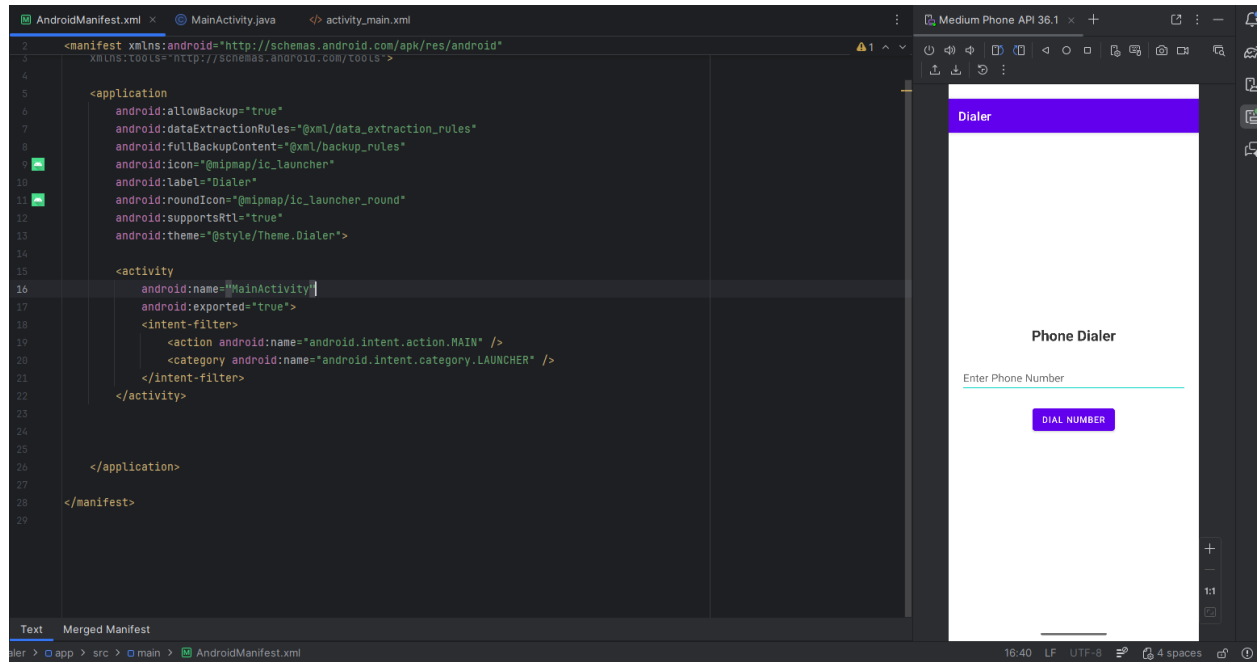 AndroidManifest.xml
MainActivity.java
activity_main.xml
2 <manifest xmlns:android="http://schemas.android.com/apk/res/android"
1
3 xmlns:tools="http://schemas.android.com/tools">
4
5 <application
6 android:allowBackup="true"
7 android:dataExtractionRules="@xml/data_extraction_rules"
8 android:fullBackupContent="@xml/backup_rules"
9 android:icon="@mipmap/ic_launcher"
10 android:label="Dialer"
11 android:roundIcon="@mipmap/ic_launcher_round"
12 android:supportsRtl="true"
13 android:theme="@style/Theme.Dialer">
14
15 <activity
16 android:name="MainActivity"
17 android:exported="true">
18 <intent-filter>
19 <action android:name="android.intent.action.MAIN" />
20 <category android:name="android.intent.category.LAUNCHER" />
21 </intent-filter>
22 </activity>
23
24
25
26 </application>
27
28 </manifest>
29
Text Merged Manifest
aler > app > src > main > AndroidManifest.xml
Medium Phone API 36.1
Dialer
Phone Dialer
Enter Phone Number
DIAL NUMBER
1:1
16:40 LF UTF-8 4 spaces